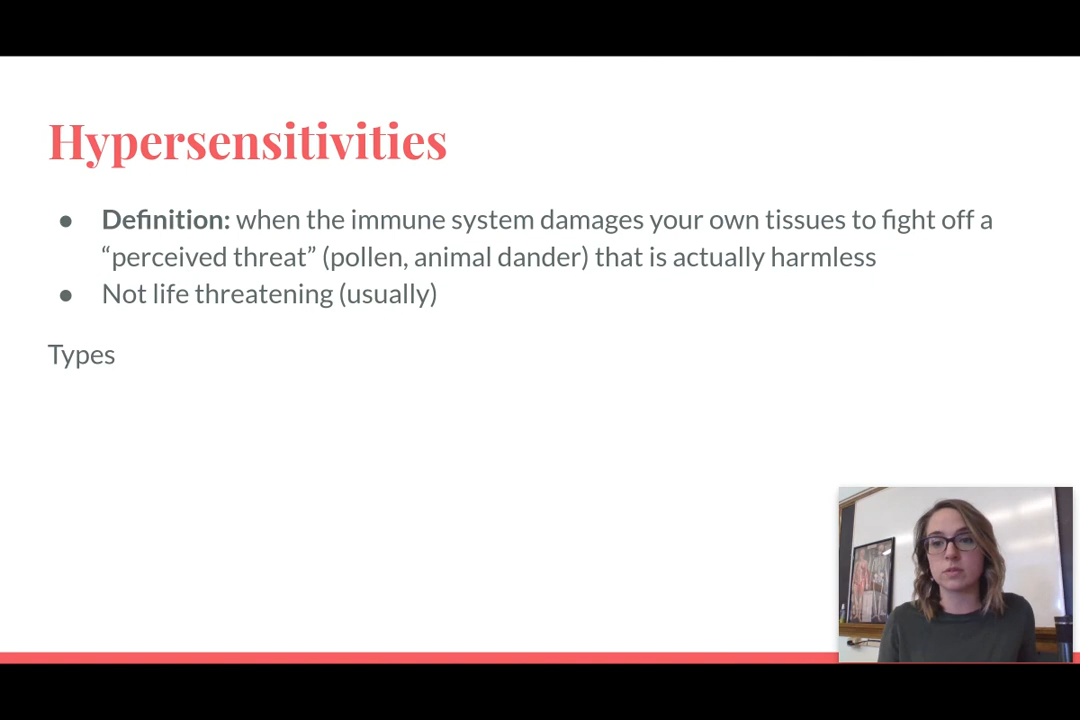 Hypersensitivities
● Definition: when the immune system damages your own tissues to fight off a
“perceived threat” (pollen, animal dander) that is actually harmless
● Not life threatening (usually)
Types